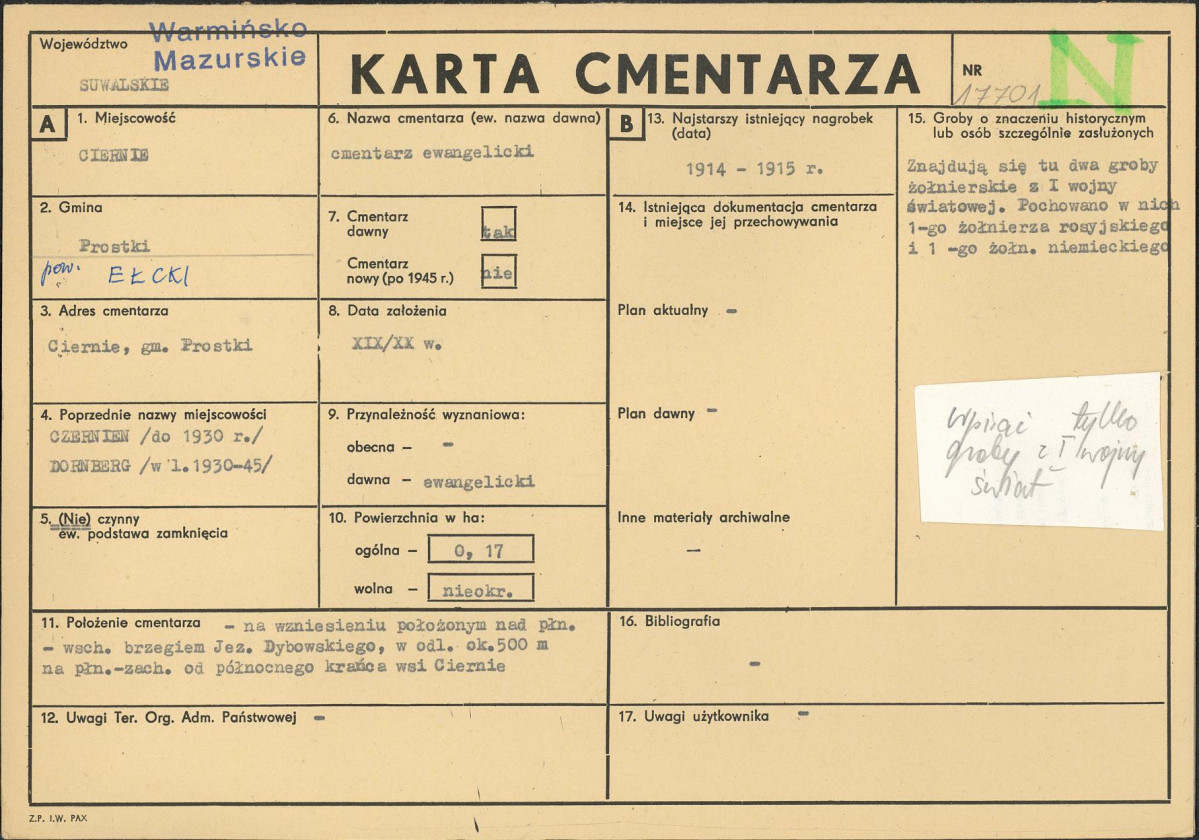 Województwo
Warmińsko
Mazurskie
SUWALSKIE
KARTA CMENTARZA
NR
17701
N
A
1. Miejscowość
CIERNIE
2. Gmina
Prostki
pow. EŁCKI
3. Adres cmentarza
Ciernie, gm. Prostki
4. Poprzednie nazwy miejscowości
CZERNIEN /do 1930 r./
DORNBERG /w l.1930-45/
5. (Nie) czynny
ew. podstawa zamknięcia
6. Nazwa cmentarza (ew. nazwa dawna)
cmentarz ewangelicki
7. Cmentarz
dawny
tak
Cmentarz
nowy (po 1945 r.)
nie
8. Data założenia
XIX/XX w.
9. Przynależność wyznaniowa:
obecna – -
dawna – ewangelicki
10. Powierzchnia w ha:
ogólna – 0, 17
wolna – nieokr.
11. Położenie cmentarza - na wzniesieniu położonym nad płn.
- wsch. brzegiem Jez. Dybowskiego, w odl. ok.500 m
na płn.-zach. od północnego krańca wsi Ciernie
12. Uwagi Ter. Org. Adm. Państwowej -
B
13. Najstarszy istniejący nagrobek
(data)
1914 - 1915 r.
14. Istniejąca dokumentacja cmentarza
i miejsce jej przechowywania
Plan aktualny -
Plan dawny -
Inne materiały archiwalne
-
15. Groby o znaczeniu historycznym
lub osób szczególnie zasłużonych
Znajdują się tu dwa groby
żołnierskie z I wojny
światowej. Pochowano w nich
1-go żołnierza rosyjskiego
i 1 -go żołn. niemieckiego
wpisać tylko
groby z I wojny
świat
16. Bibliografia
-
17. Uwagi użytkownika -
Z.P. I.W. PAX